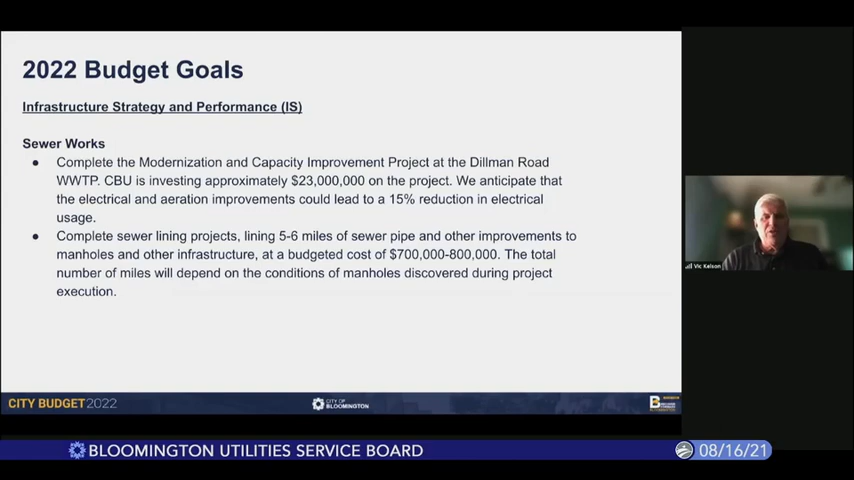 2022 Budget Goals
Infrastructure Strategy and Performance (IS)
Sewer Works
● Complete the Modernization and Capacity Improvement Project at the Dillman Road
WWTP. CBU is investing approximately $23,000,000 on the project. We anticipate that
the electrical and aeration improvements could lead to a 15% reduction in electrical
usage.
● Complete sewer lining projects, lining 5-6 miles of sewer pipe and other improvements to
manholes and other infrastructure, at a budgeted cost of $700,000-800,000. The total
number of miles will depend on the conditions of manholes discovered during project
execution.
Vic Kelson
CITY BUDGET 2022
CITY OF
BLOOMINGTON
BLOOMINGTON UTILITIES SERVICE BOARD
08/16/21